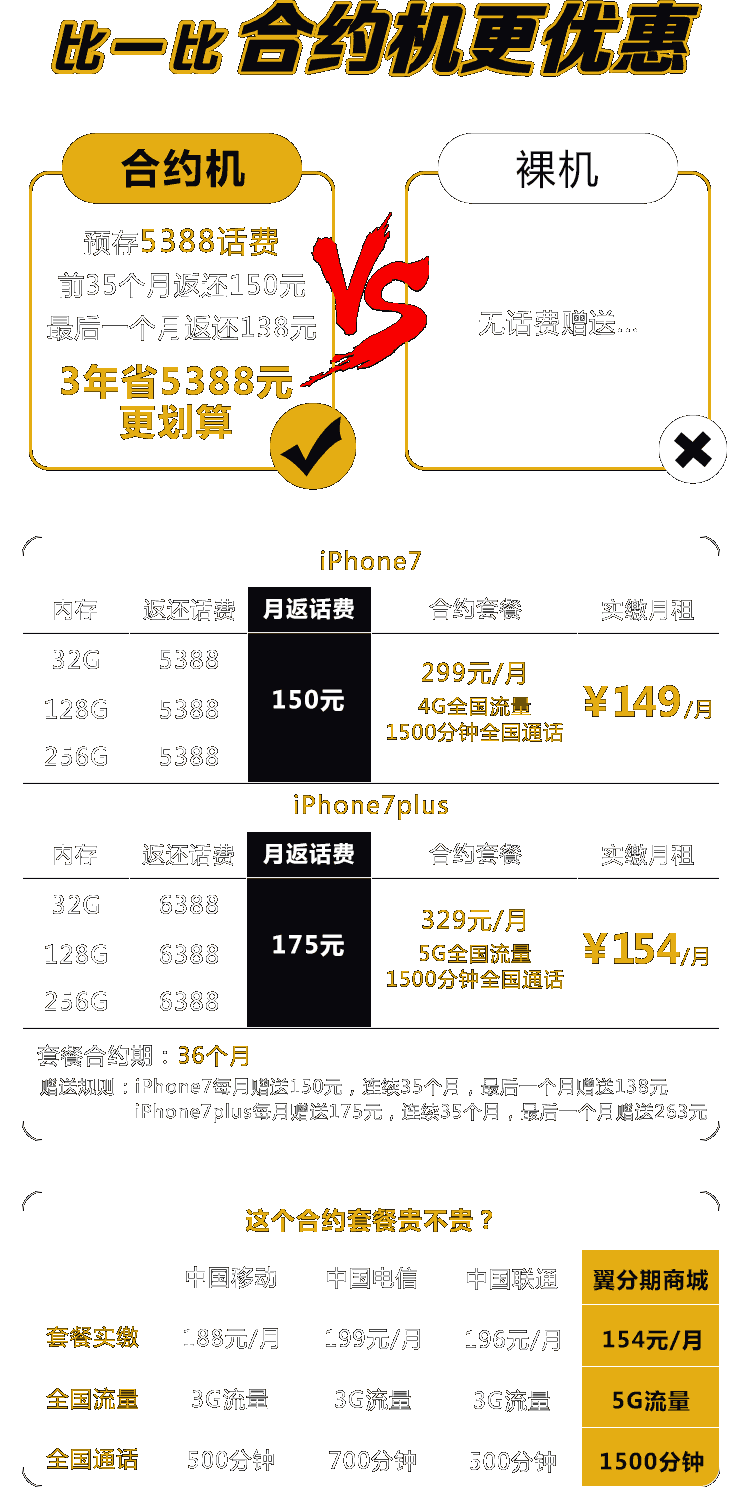 比一比 合约机更优惠
合约机
裸机
预存5388话费
前35个月返还150元
最后一个月返还138元
3年省5388元
更划算
VS
无话费赠送...
iPhone7
内存 返还话费 月返话费 合约套餐 实缴月租
32G 5388
128G 5388
256G 5388
150元
299元/月
4G全国流量
1500分钟全国通话
¥149/月
iPhone7plus
内存 返还话费 月返话费 合约套餐 实缴月租
32G 6388
128G 6388
256G 6388
175元
329元/月
5G全国流量
1500分钟全国通话
¥154/月
套餐合约期：36个月
赠送规则：iPhone7每月赠送150元，连续35个月，最后一个月赠送138元
iPhone7plus每月赠送175元，连续35个月，最后一个月赠送263元
这个合约套餐贵不贵？
中国移动 中国电信 中国联通 翼分期商城
套餐实缴 188元/月 199元/月 196元/月 154元/月
全国流量 3G流量 3G流量 3G流量 5G流量
全国通话 500分钟 700分钟 500分钟 1500分钟